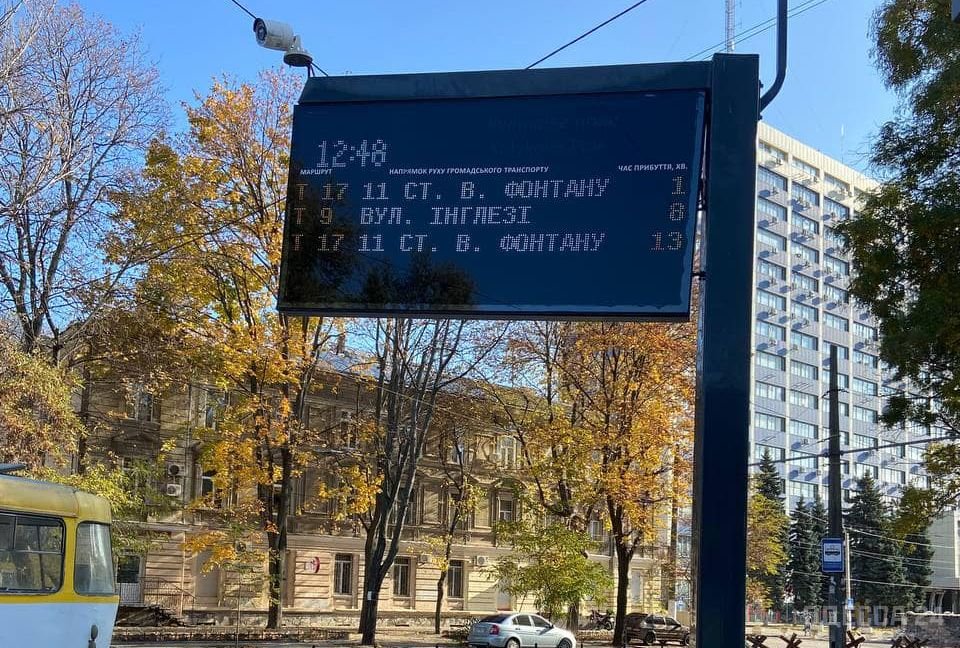 12:48
МАРШРУТ НАПРЯМОК РУХУ ГРОМАДСЬКОГО ТРАНСПОРТУ ЧАС ПРИБУТТЯ, ХВ.
Т 17 11 СТ. В. ФОНТАНУ 1
Т 9 ВУЛ. ІНГЛЕЗІ 8
Т 17 11 СТ. В. ФОНТАНУ 13